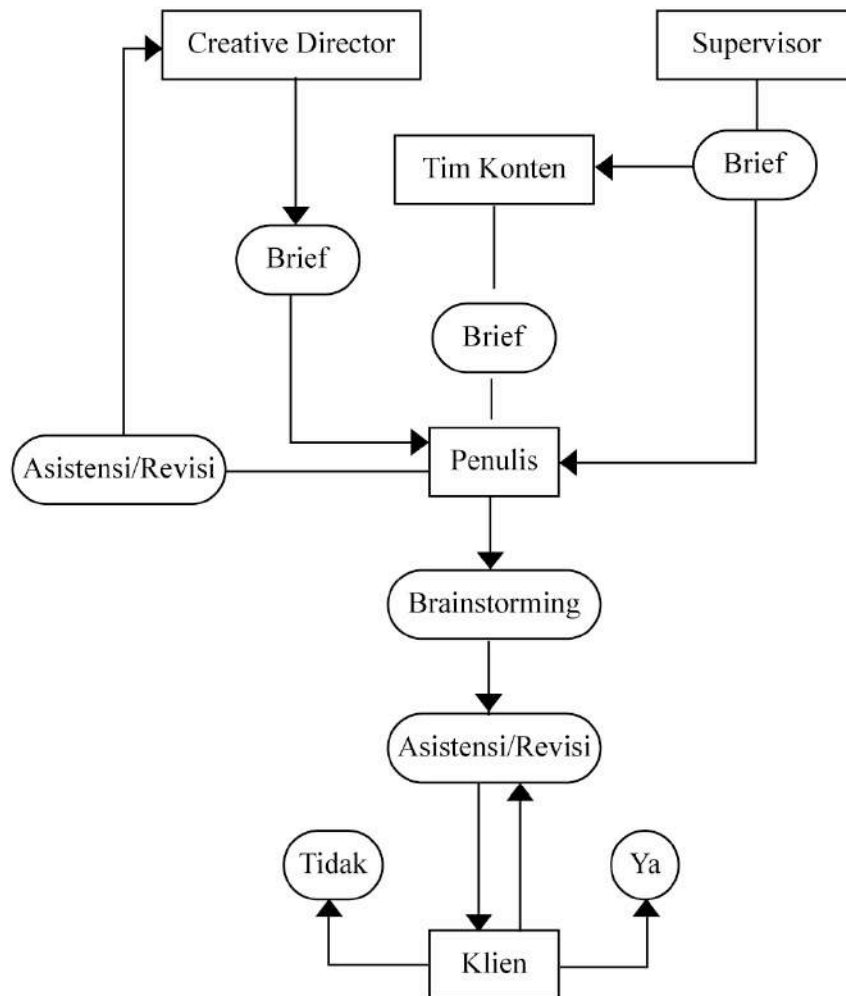 Creative Director
Supervisor
Tim Konten
Brief
Brief
Brief
Asistensi/Revisi
Penulis
Brainstorming
Asistensi/Revisi
Tidak
Ya
Klien